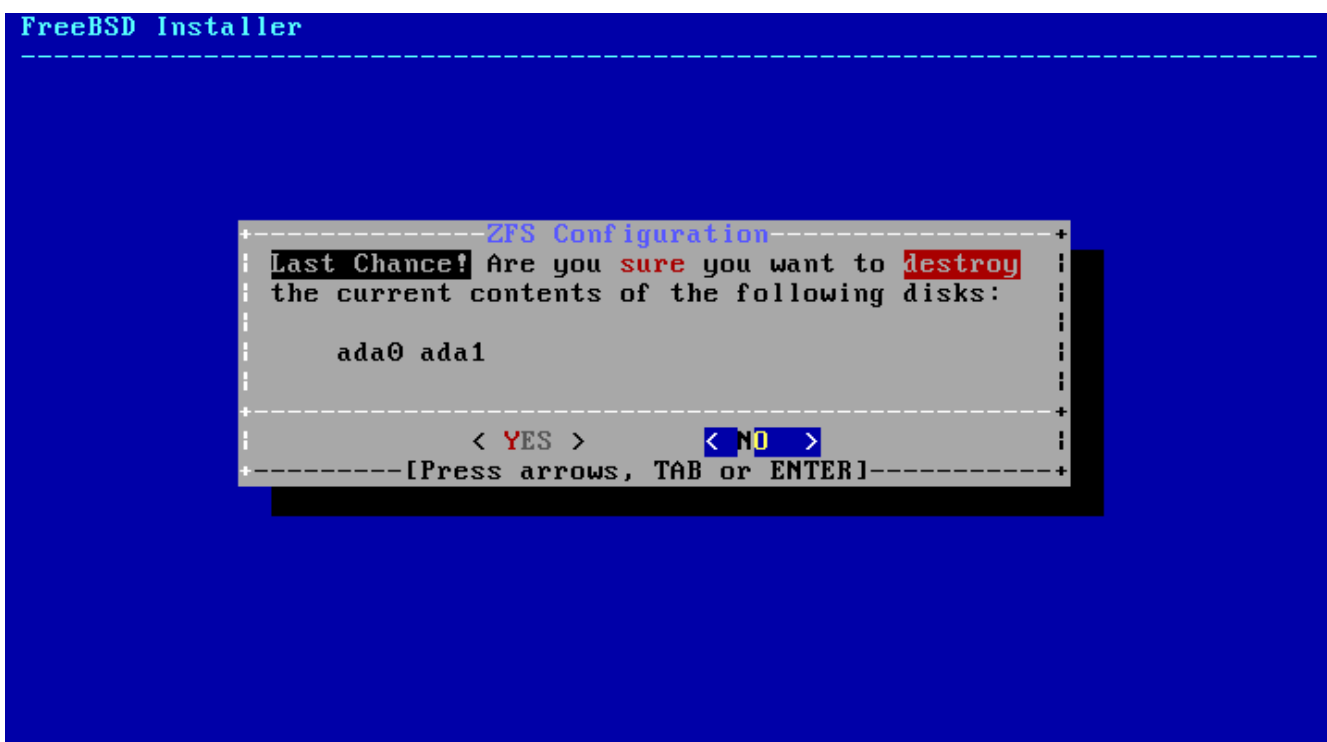 FreeBSD Installer
ZFS Configuration
Last Chance! Are you sure you want to destroy
the current contents of the following disks:
ada0 ada1
< YES > < NO >
[Press arrows, TAB or ENTER]